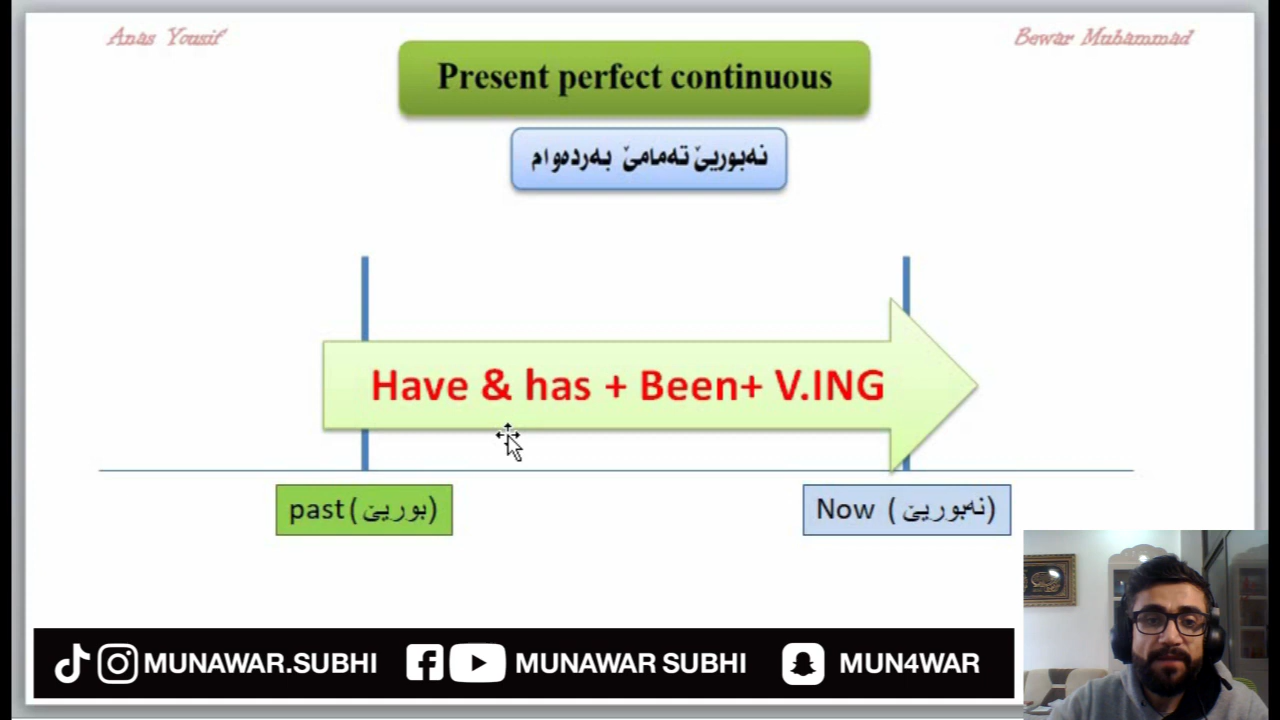 Anas Yousif
Bewar Muhammad
Present perfect continuous
نەبوریێ تەمامێ بەردەوام
Have & has + Been+ V.ING
past (بوریێ)
Now (نەبوریێ)
MUNAWAR.SUBHI
MUNAWAR SUBHI
MUN4WAR